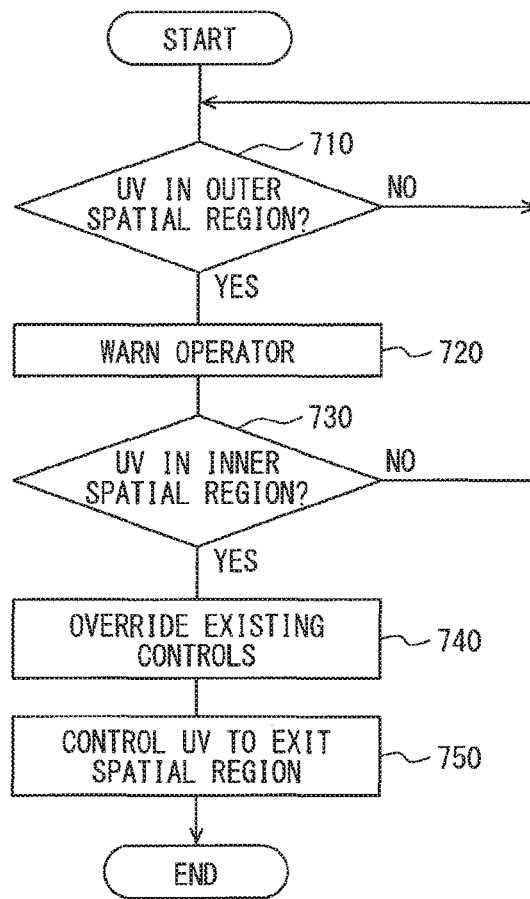 START
710
UV IN OUTER
SPATIAL REGION?
NO
YES
WARN OPERATOR
720
730
UV IN INNER
SPATIAL REGION?
NO
YES
OVERRIDE EXISTING
CONTROLS
740
CONTROL UV TO EXIT
SPATIAL REGION
750
END